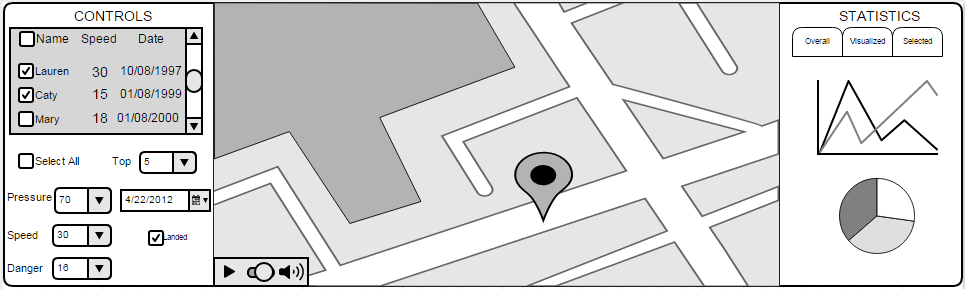 CONTROLS
Name Speed Date
Lauren 30 10/08/1997
Caty 15 01/08/1999
Mary 18 01/08/2000
Select All Top 5
Pressure 70 4/22/2012
Speed 30 Landed
Danger 16
STATISTICS
Overall Visualized Selected